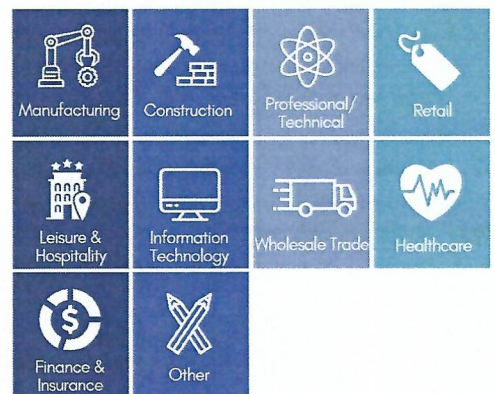 Manufacturing
Construction
Professional/
Technical
Retail
Leisure &
Hospitality
Information
Technology
Wholesale Trade
Healthcare
$
Finance &
Insurance
Other